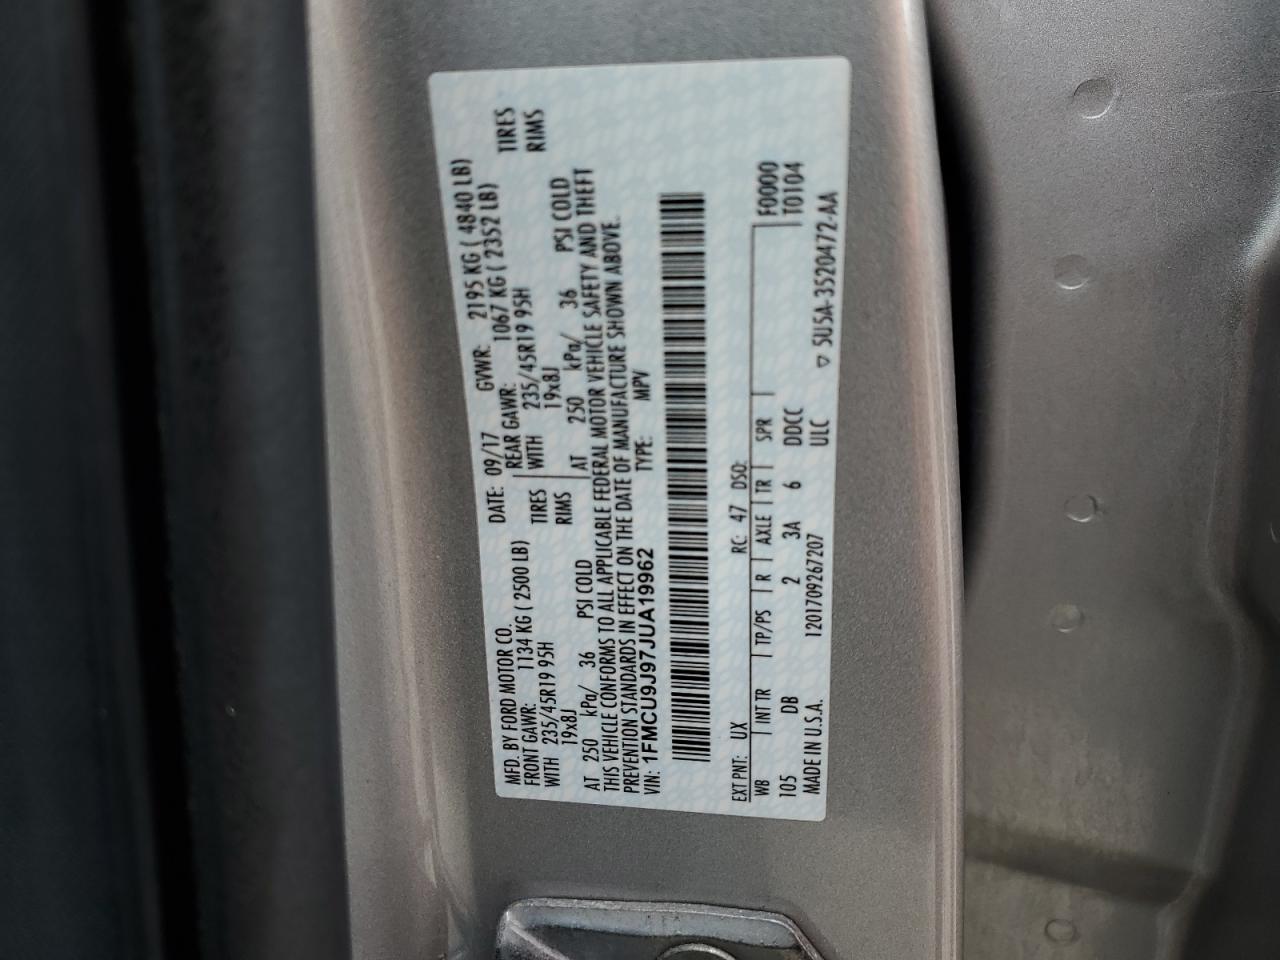 MFD. BY FORD MOTOR CO. DATE: 09/17 GVWR: 2195 KG ( 4840 LB)
FRONT GAWR: 1134 KG ( 2500 LB) REAR GAWR: 1067 KG ( 2352 LB)
WITH 235/45R19 95H TIRES WITH 235/45R19 95H TIRES
19x8J RIMS 19x8J RIMS
AT 250 kPa/ 36 PSI COLD AT 250 kPa/ 36 PSI COLD
THIS VEHICLE CONFORMS TO ALL APPLICABLE FEDERAL MOTOR VEHICLE SAFETY AND THEFT
PREVENTION STANDARDS IN EFFECT ON THE DATE OF MANUFACTURE SHOWN ABOVE.
VIN: 1FMCU9J97JUA19962 TYPE: MPV
EXT PNT: UX RC: 47 DSO:
WB INT TR TP/PS R AXLE TR SPR F0000
105 DB 2 3A 6 DDCC T0104
MADE IN U.S.A. 1201709267207 ULC ▽ 5U5A-3520472-AA